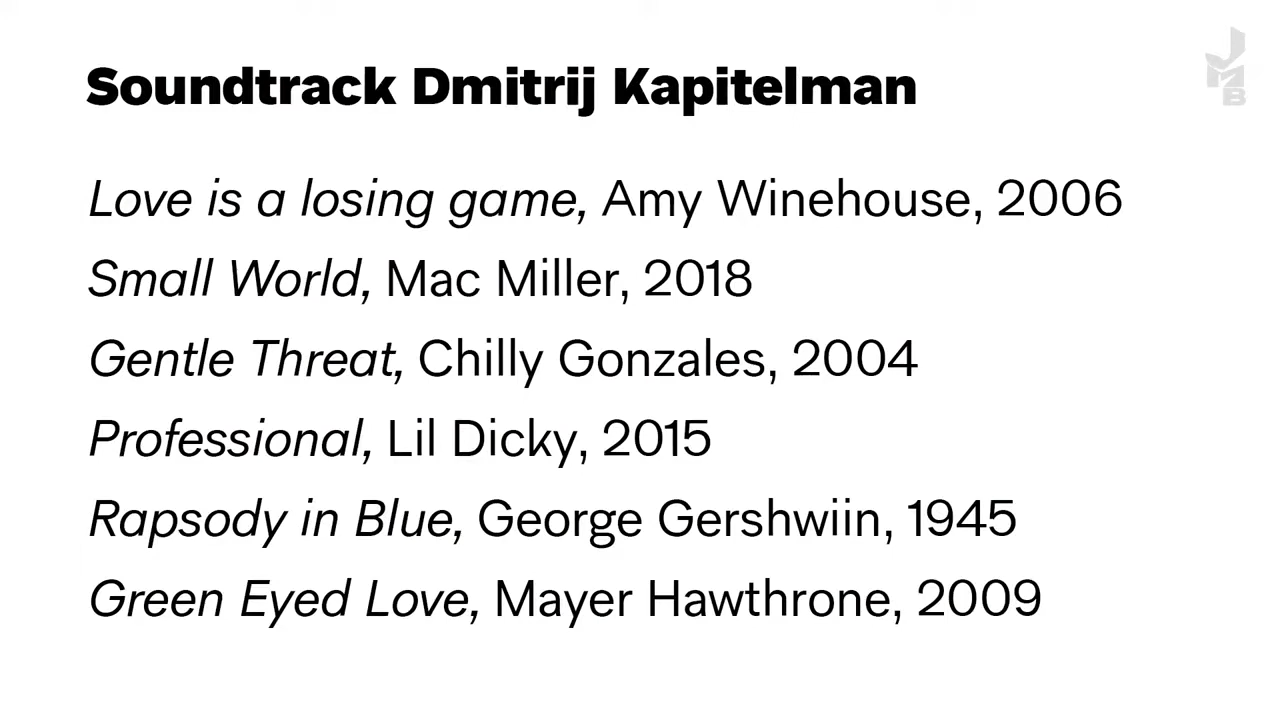 Soundtrack Dmitrij Kapitelman
JMB
Love is a losing game, Amy Winehouse, 2006
Small World, Mac Miller, 2018
Gentle Threat, Chilly Gonzales, 2004
Professional, Lil Dicky, 2015
Rapsody in Blue, George Gershwiin, 1945
Green Eyed Love, Mayer Hawthrone, 2009